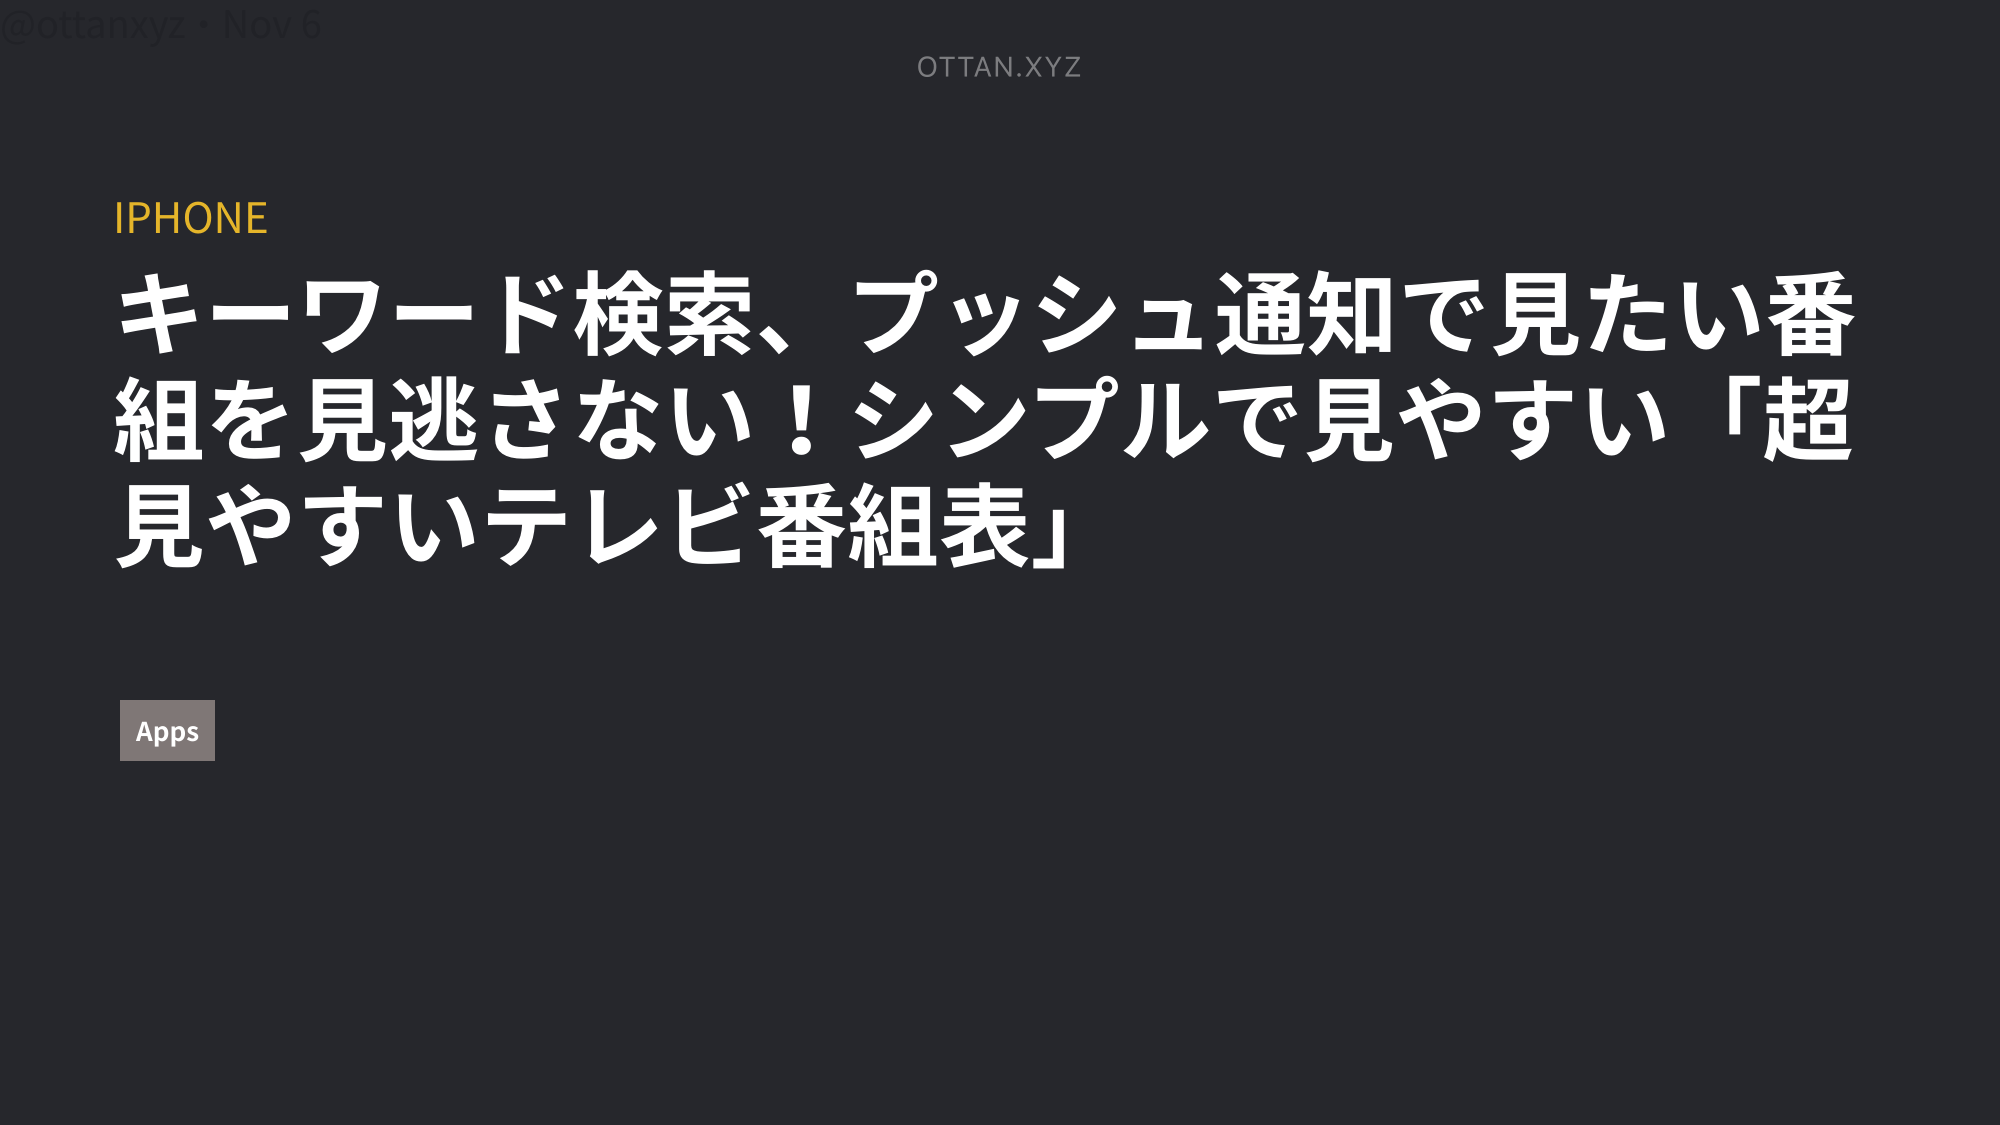 @ottanxyz・Nov 6
OTTAN.XYZ
IPHONE
キーワード検索、プッシュ通知で見たい番
組を見逃さない！シンプルで見やすい「超
見やすいテレビ番組表」
Apps